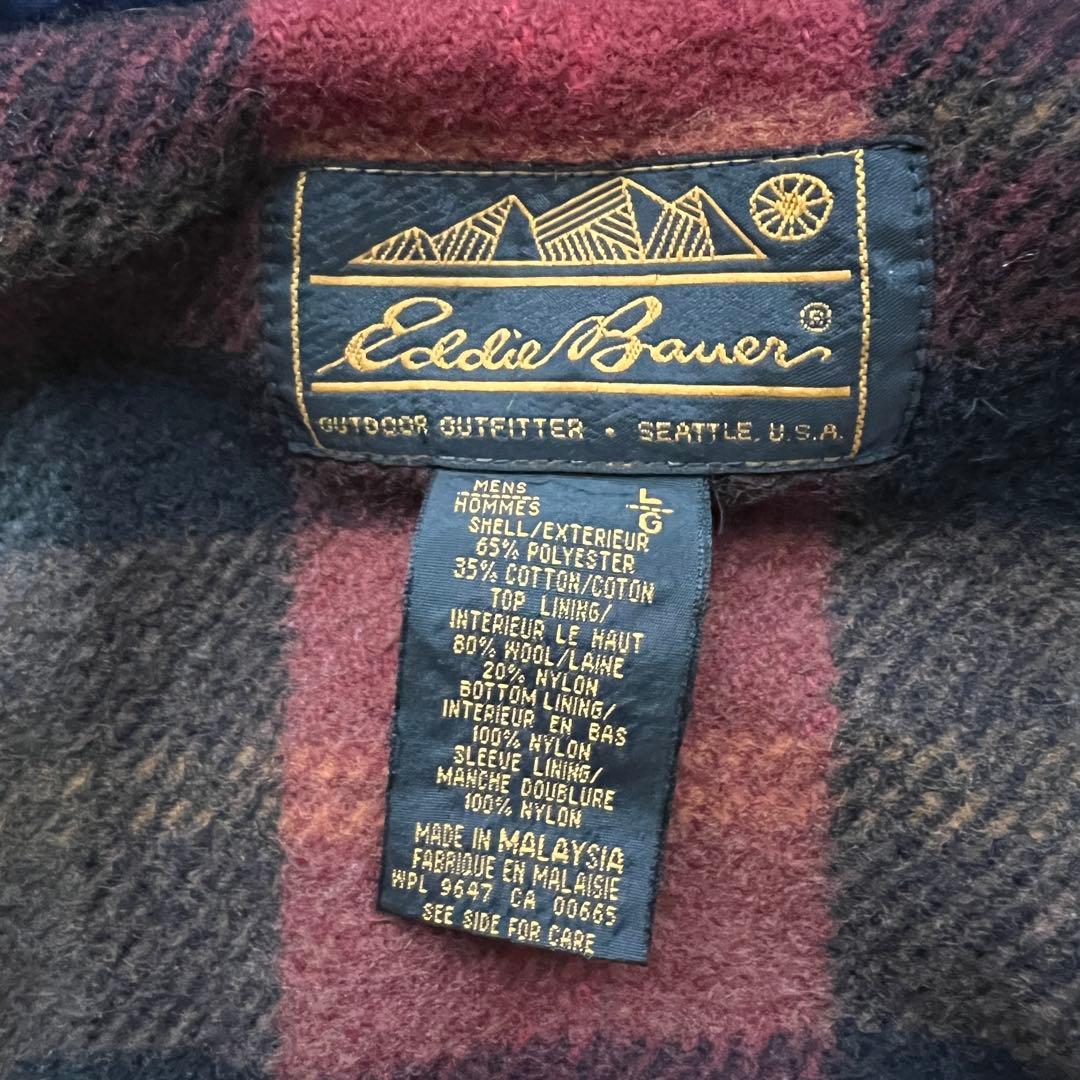 Eddie Bauer ®
OUTDOOR OUTFITTER • SEATTLE, U.S.A.
MENS
HOMMES
L
G
SHELL/EXTERIEUR
65% POLYESTER
35% COTTON/COTON
TOP LINING/
INTERIEUR LE HAUT
80% WOOL/LAINE
20% NYLON
BOTTOM LINING/
INTERIEUR EN BAS
100% NYLON
SLEEVE LINING/
MANCHE DOUBLURE
100% NYLON
MADE IN MALAYSIA
FABRIQUE EN MALAISIE
WPL 9647 CA 00665
SEE SIDE FOR CARE